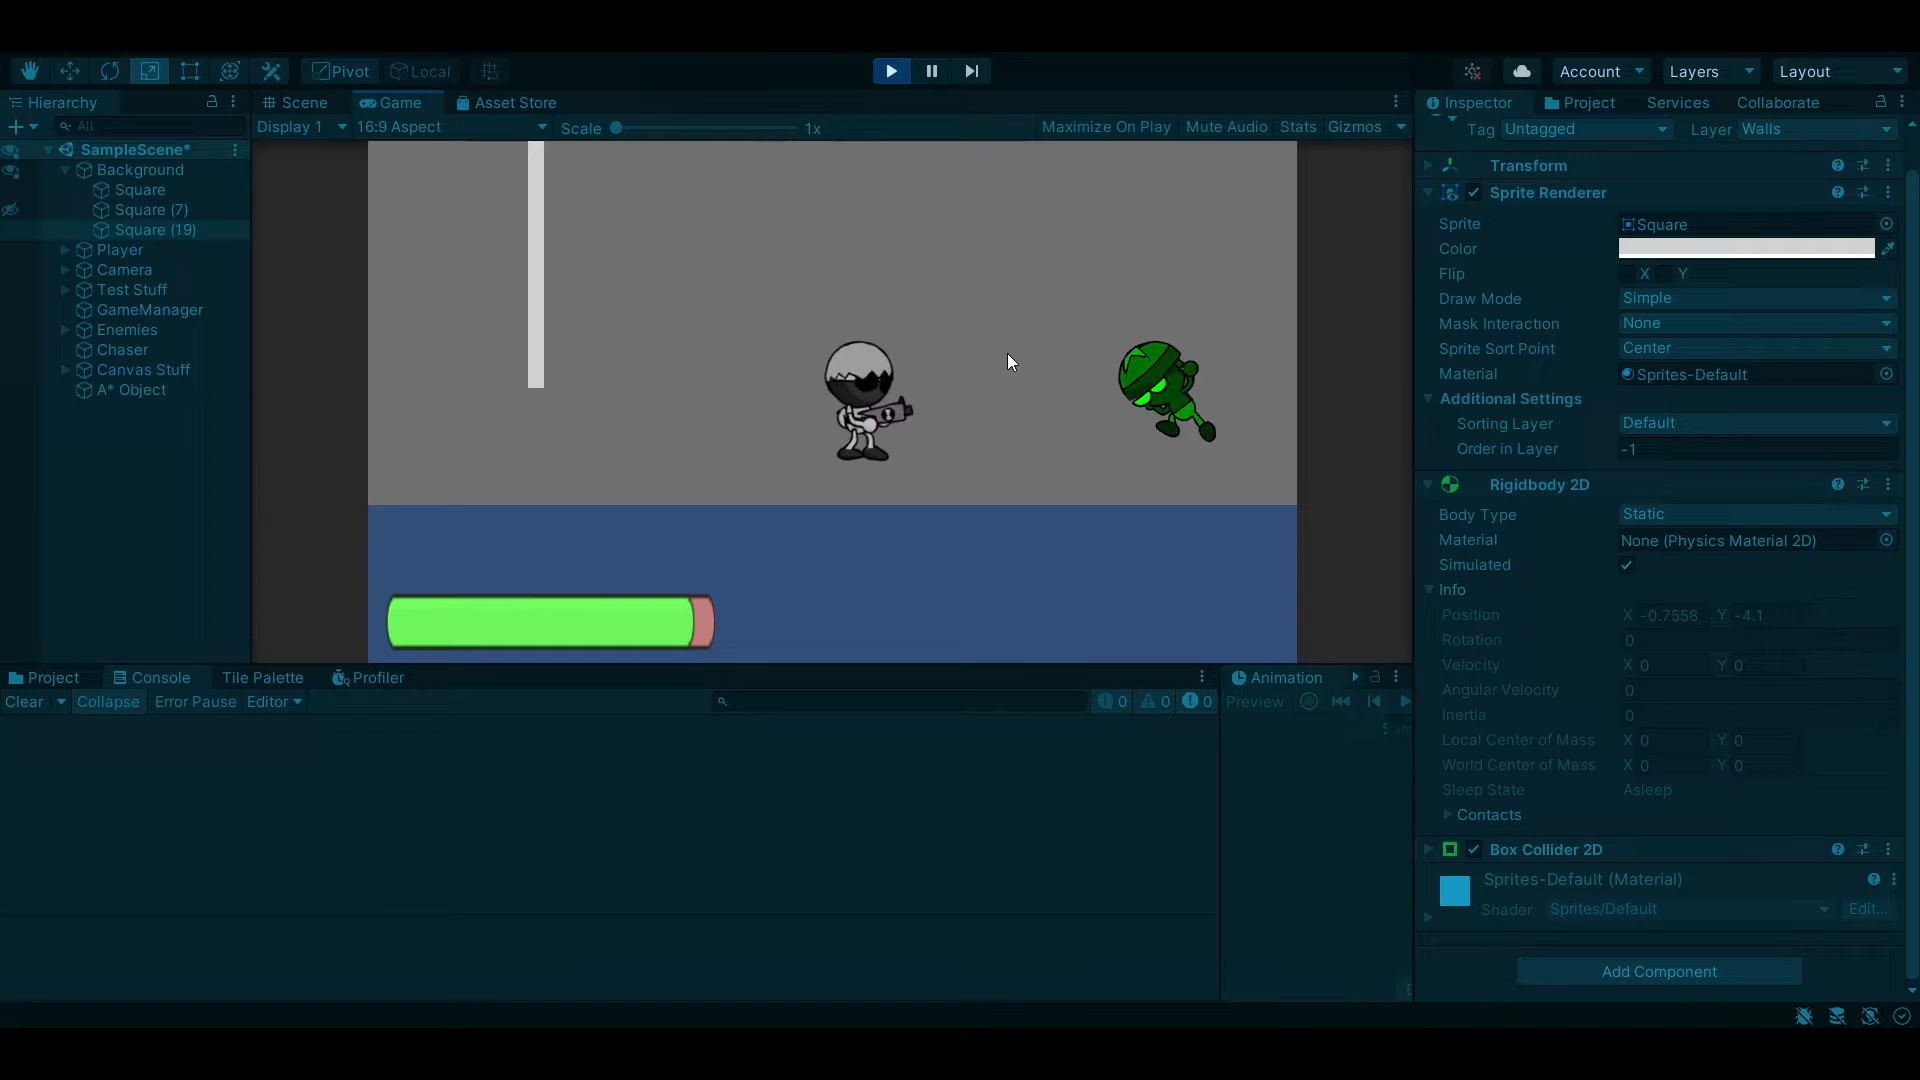 Pivot Local
Account Layers Layout
Hierarchy
Scene Game Asset Store
Inspector Project Services Collaborate
All
Display 1 16:9 Aspect Scale 1x Maximize On Play Mute Audio Stats Gizmos
Tag Untagged Layer Walls
SampleScene*
Background
Square
Square (7)
Square (19)
Player
Camera
Test Stuff
GameManager
Enemies
Chaser
Canvas Stuff
A* Object
Transform
Sprite Renderer
Sprite Square
Color
Flip X Y
Draw Mode Simple
Mask Interaction None
Sprite Sort Point Center
Material Sprites-Default
Additional Settings
Sorting Layer Default
Order in Layer -1
Rigidbody 2D
Body Type Static
Material None (Physics Material 2D)
Simulated
Info
Position X -0.7558 Y -4.1
Rotation 0
Velocity X 0 Y 0
Angular Velocity 0
Inertia 0
Local Center of Mass X 0 Y 0
World Center of Mass X 0 Y 0
Sleep State Asleep
Contacts
Box Collider 2D
Sprites-Default (Material)
Shader Sprites/Default Edit...
Add Component
Project Console Tile Palette Profiler
Clear Collapse Error Pause Editor 0 0 0
Animation
Preview